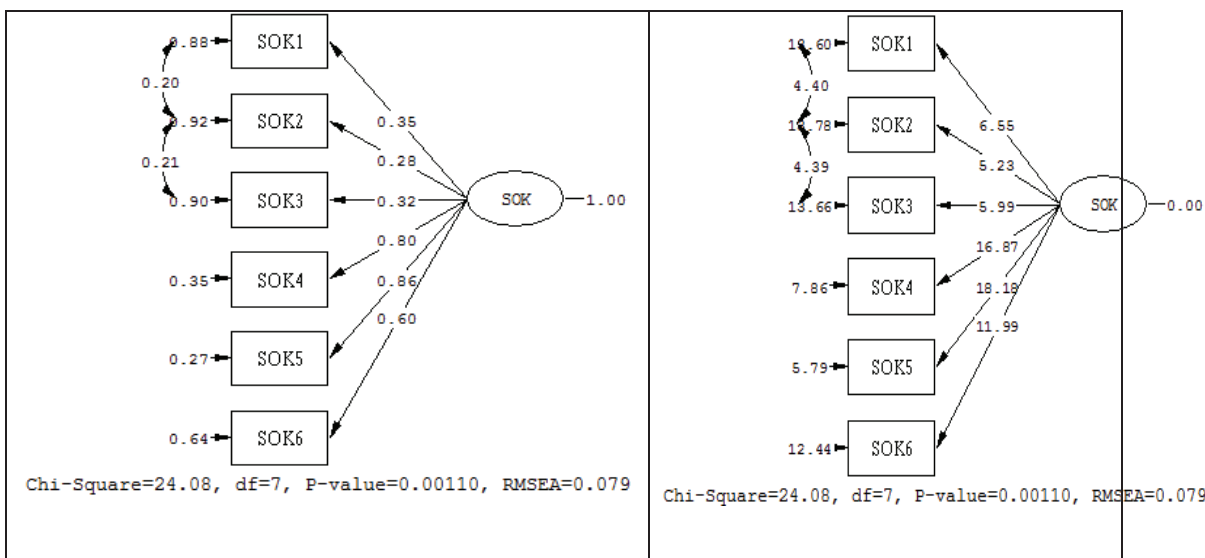 0.88 SOK1
0.20
0.92 SOK2 0.35
0.21 0.28
0.90 SOK3 0.32 SOK 1.00
0.80
0.35 SOK4 0.86
0.60
0.27 SOK5
0.64 SOK6
Chi-Square=24.08, df=7, P-value=0.00110, RMSEA=0.079
SOK1
4.40
SOK2 6.55
4.39 5.23
13.66 SOK3 5.99 SOK 0.00
16.87
7.86 SOK4 18.18
11.99
5.79 SOK5
12.44 SOK6
Chi-Square=24.08, df=7, P-value=0.00110, RMSEA=0.079